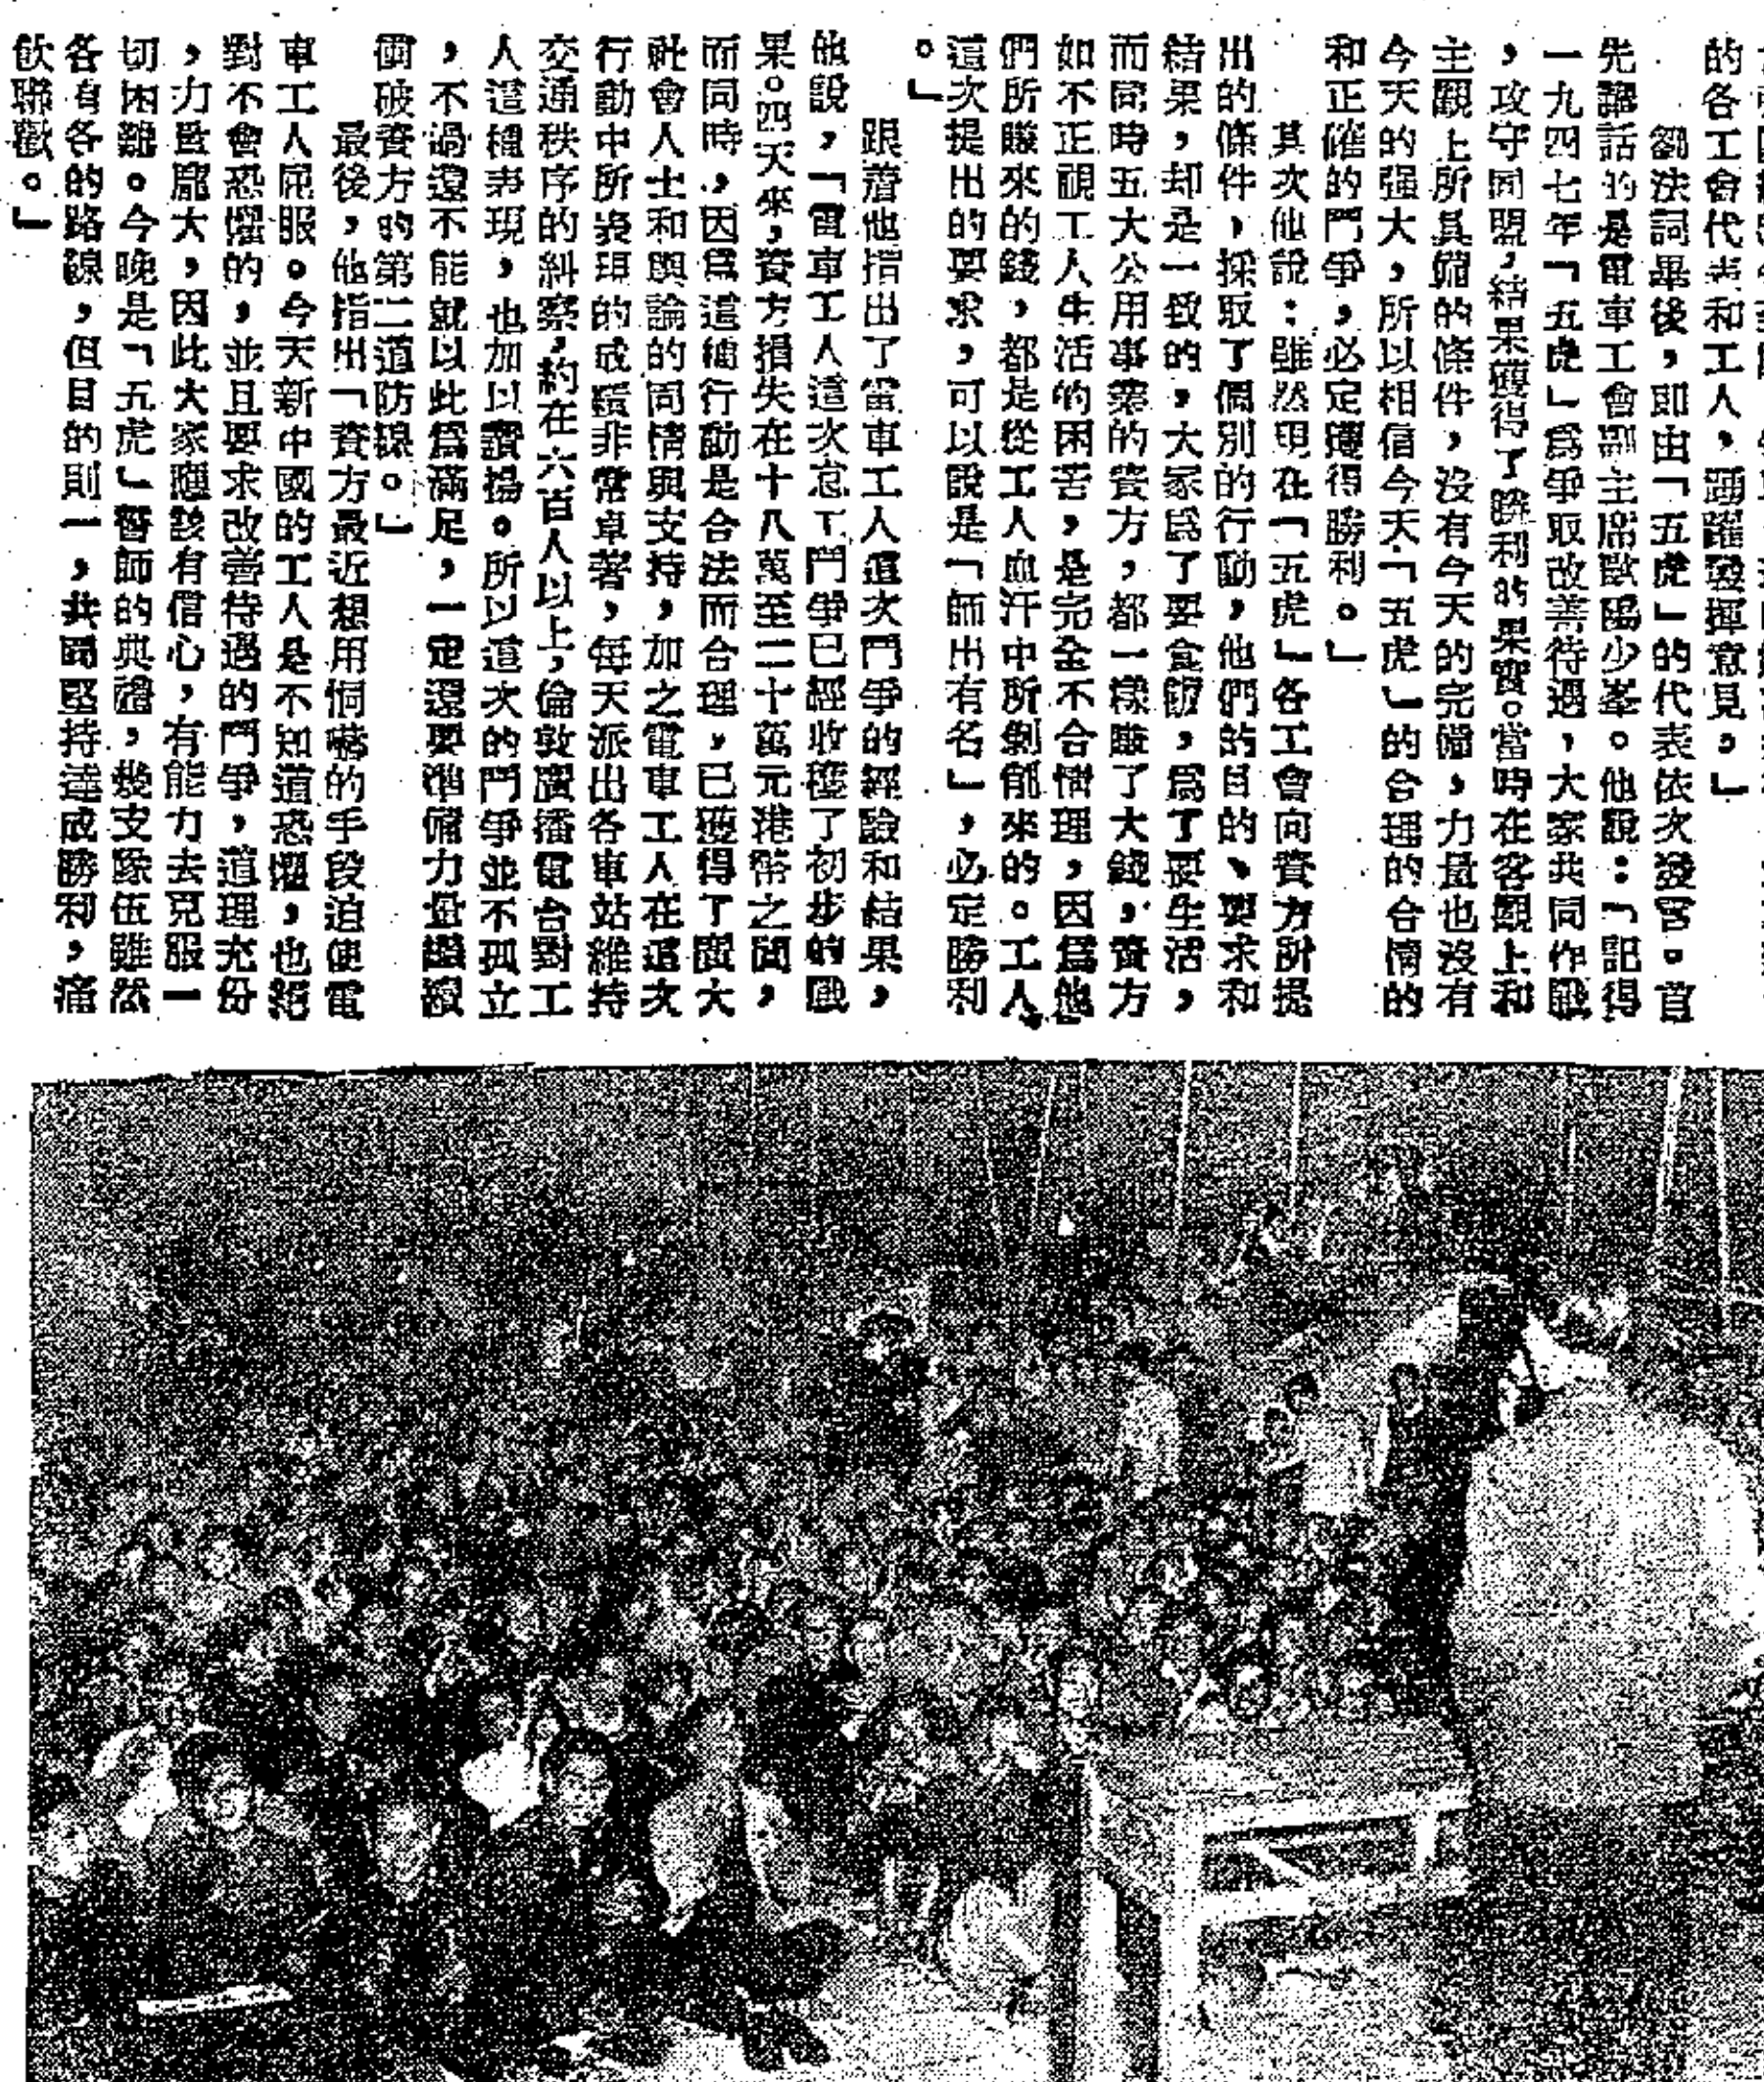 的各工會代表和工人，踴躍發揮意見。」
劉法詞畢後，即由「五虎」的代表依次發言。首
先講話的是電車工會副主席歐陽少峯。他說：「記得
一九四七年「五虎」爲爭取改善待遇，大家共同作戰
，攻守同盟，結果獲得了勝利的果實。當時在客觀上和
主觀上所具備的條件，沒有今天的完備，力量也沒有
今天的强大，所以相信今天「五虎」的合理的合情的
和正確的鬥爭，必定獲得勝利。」
其次他說：雖然現在「五虎」各工會向資方所提
出的條件，採取了個別的行動，他們的目的、要求和
結果，却是一致的，大家爲了要食飯，爲了要生活，
而同時五大公用事業的資方，都一樣賺了大錢，資方
如不正視工人生活的困苦，是完全不合情理，因爲他
們所賺來的錢，都是從工人血汗中所剝削來的。工人
這次提出的要求，可以說是「師出有名」，必定勝利
。」
跟着他指出了電車工人這次鬥爭的經驗和結果，
他說，「電車工人這次怠工鬥爭已經收穫了初步的戰
果。四天來，資方損失在十八萬至二十萬元港幣之間，
而同時，因爲這種行動是合法而合理，已獲得了廣大
社會人士和輿論的同情與支持，加之電車工人在這次
行動中所表現的成績非常卓著，每天派出各車站維持
交通秩序的糾察，約在六百人以上，倫敦廣播電台對工
人這種表現，也加以讚揚。所以這次的鬥爭並不孤立
，不過還不能就以此爲滿足，一定還要準備力量繼續
衝破資方的第二道防線。」
最後，他指出「資方最近想用恫嚇的手段迫使電
車工人屈服。今天新中國的工人是不知道恐懼，也絕
對不會恐懼的，並且要求改善待遇的鬥爭，道理充份
，力量龐大，因此大家應該有信心，有能力去克服一
切困難。今晚是「五虎」誓師的典禮，幾支隊伍雖然
各有各的路線，但目的則一，共同堅持達成勝利，痛
飲聯歡。」